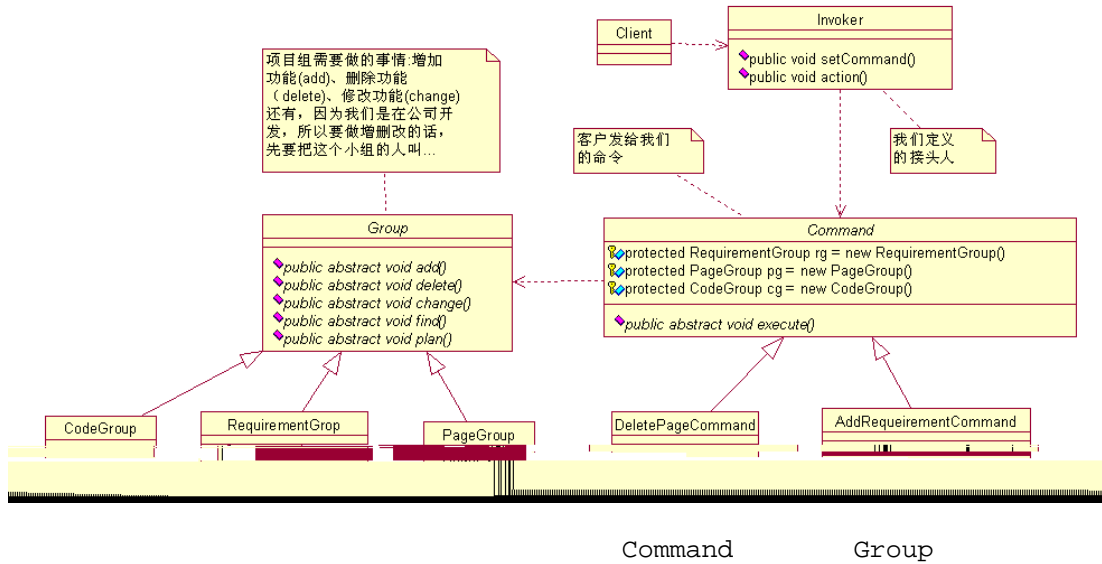 Client
Invoker
public void setCommand()
public void action()
项目组需要做的事情:增加
功能(add)、删除功能
（delete)、修改功能(change)
还有，因为我们是在公司开
发，所以要做增删改的话，
先要把这个小组的人叫...
客户发给我们
的命令
我们定义
的接头人
Group
public abstract void add()
public abstract void delete()
public abstract void change()
public abstract void find()
public abstract void plan()
Command
protected RequirementGroup rg = new RequirementGroup()
protected PageGroup pg = new PageGroup()
protected CodeGroup cg = new CodeGroup()
public abstract void execute()
CodeGroup
RequirementGrop
PageGroup
DeletePageCommand
AddRequeirementCommand
Command Group